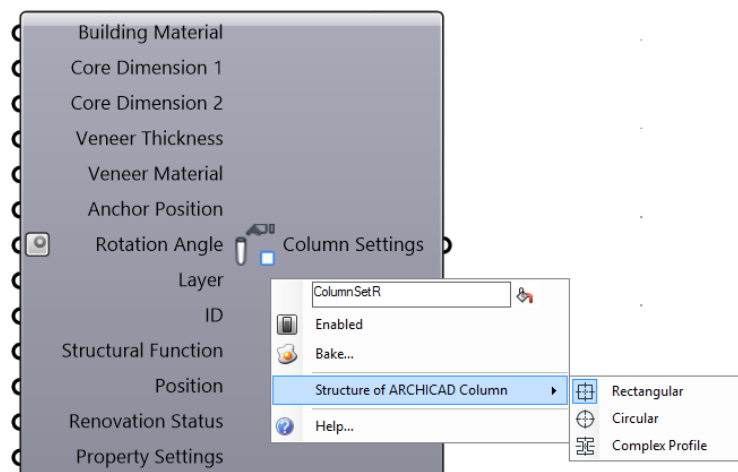 Building Material
Core Dimension 1
Core Dimension 2
Veneer Thickness
Veneer Material
Anchor Position
Rotation Angle
Column Settings
Layer
ID
Structural Function
Position
Renovation Status
Property Settings
ColumnSetR
Enabled
Bake...
Structure of ARCHICAD Column
Help...
Rectangular
Circular
Complex Profile